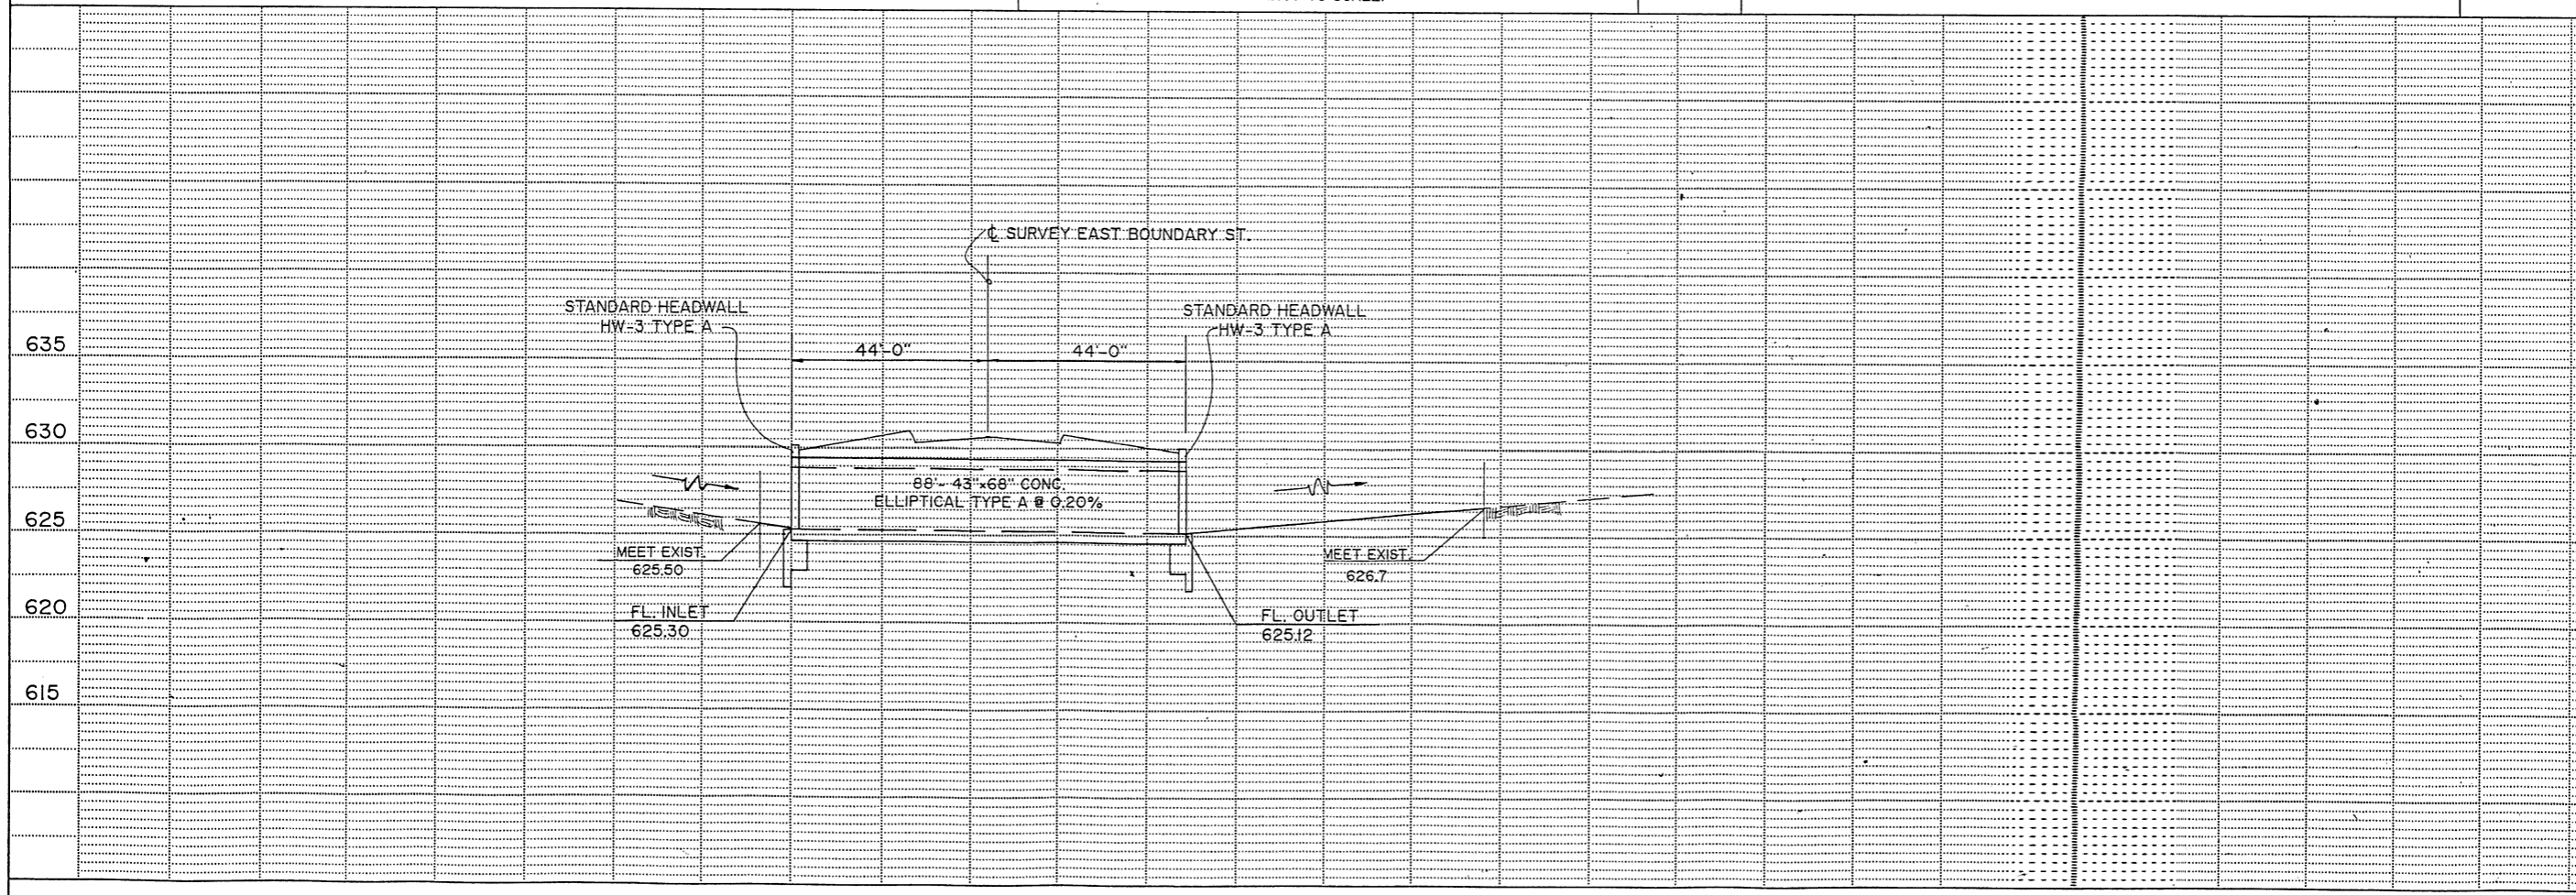 ℄ SURVEY EAST BOUNDARY ST.
STANDARD HEADWALL
HW-3 TYPE A
STANDARD HEADWALL
HW-3 TYPE A
635
44'-0"
44'-0"
630
88'- 43"x68" CONC.
ELLIPTICAL TYPE A @ 0.20%
625
MEET EXIST.
625.50
MEET EXIST.
626.7
620
FL. INLET
625.30
FL. OUTLET
625.12
615